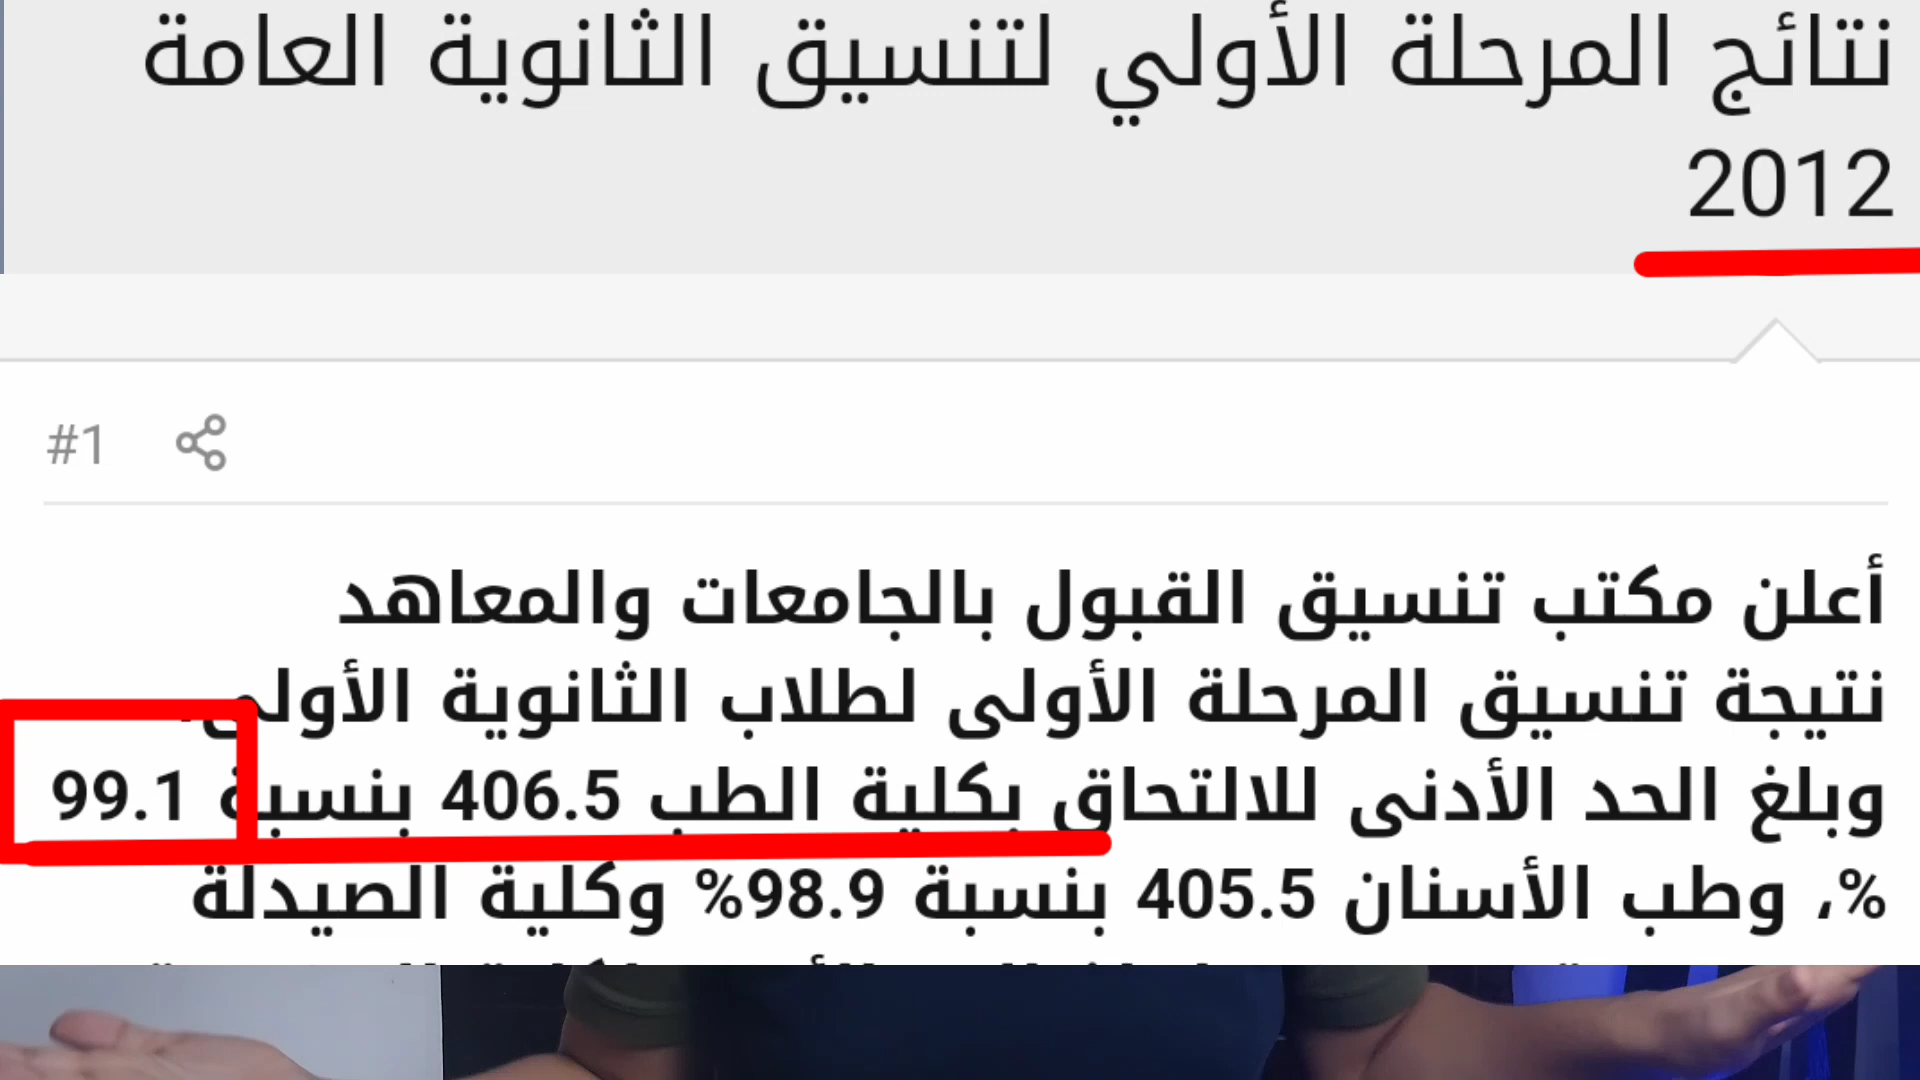 نتائج المرحلة الأولي لتنسيق الثانوية العامة
2012
#1
أعلن مكتب تنسيق القبول بالجامعات والمعاهد
نتيجة تنسيق المرحلة الأولى لطلاب الثانوية الأولى،
وبلغ الحد الأدنى للالتحاق بكلية الطب 406.5 بنسبة 99.1
%، وطب الأسنان 405.5 بنسبة 98.9% وكلية الصيدلة